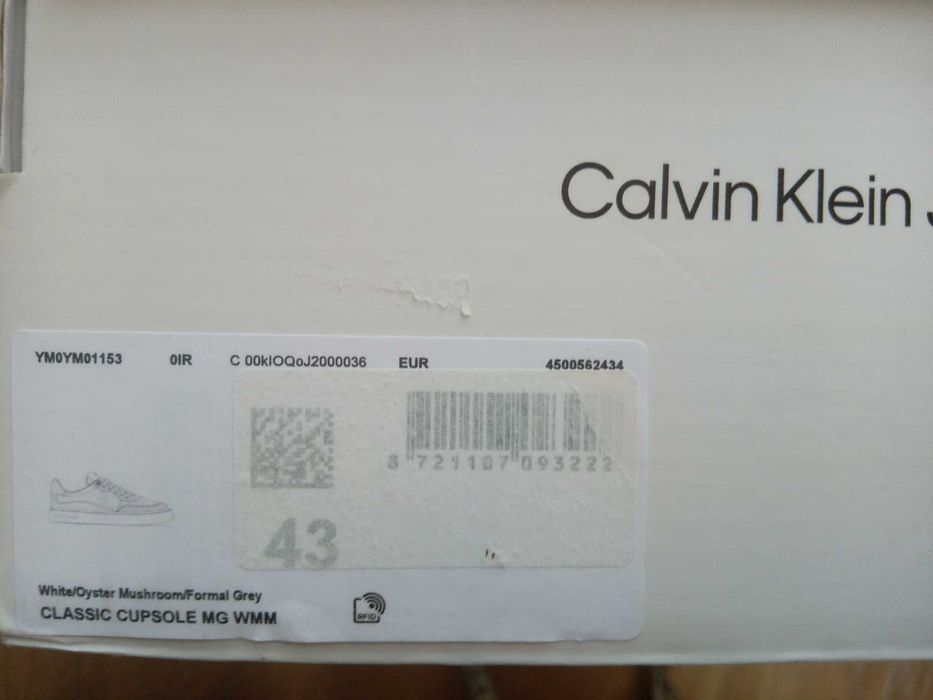 Calvin Klein
YM0YM01153 0IR C 00kIOQoJ2000036 EUR 4500562434
8 721107 093222
43
White/Oyster Mushroom/Formal Grey
CLASSIC CUPSOLE MG WMM
RFID